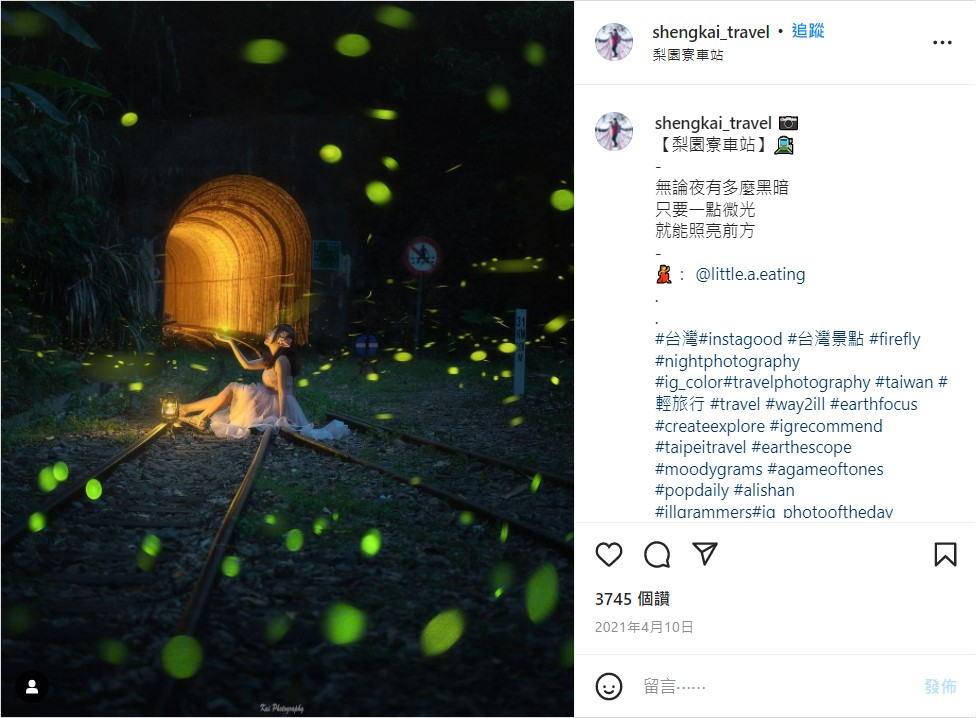 shengkai_travel • 追蹤
梨園寮車站
shengkai_travel
【梨園寮車站】
-
無論夜有多麼黑暗
只要一點微光
就能照亮前方
-
： @little.a.eating
.
.
#台灣#instagood #台灣景點 #firefly
#nightphotography
#ig_color#travelphotography #taiwan #
輕旅行 #travel #way2ill #earthfocus
#createexplore #igrecommend
#taipeitravel #earthescope
#moodygrams #agameoftones
#popdaily #alishan
#illgrammers#ig_photooftheday
3745 個讚
2021年4月10日
留言⋯⋯
發佈
31
Kai Photography